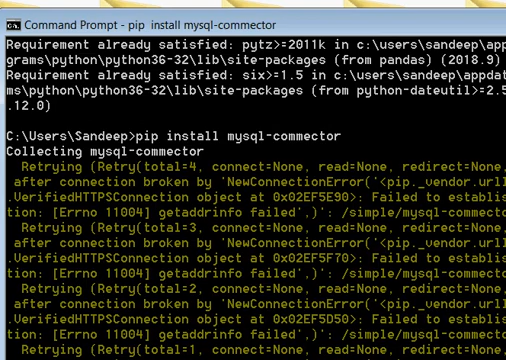 Command Prompt - pip install mysql-commector
Requirement already satisfied: pytz>=2011k in c:\users\sandeep\app
grams\python\python36-32\lib\site-packages (from pandas) (2018.9)
Requirement already satisfied: six>=1.5 in c:\users\sandeep\appdat
ms\python\python36-32\lib\site-packages (from python-dateutil>=2.5
.12.0)
C:\Users\Sandeep>pip install mysql-commector
Collecting mysql-commector
Retrying (Retry(total=4, connect=None, read=None, redirect=None,
after connection broken by 'NewConnectionError('<pip._vendor.urll
.VerifiedHTTPSConnection object at 0x02EF5E90>: Failed to establis
tion: [Errno 11004] getaddrinfo failed',)': /simple/mysql-commecto
Retrying (Retry(total=3, connect=None, read=None, redirect=None,
after connection broken by 'NewConnectionError('<pip._vendor.urll
.VerifiedHTTPSConnection object at 0x02EF5F70>: Failed to establis
tion: [Errno 11004] getaddrinfo failed',)': /simple/mysql-commecto
Retrying (Retry(total=2, connect=None, read=None, redirect=None,
after connection broken by 'NewConnectionError('<pip._vendor.urll
.VerifiedHTTPSConnection object at 0x02EF5D50>: Failed to establis
tion: [Errno 11004] getaddrinfo failed',)': /simple/mysql-commecto
Retrying (Retry(total=1, connect=None, read=None, redirect=None,